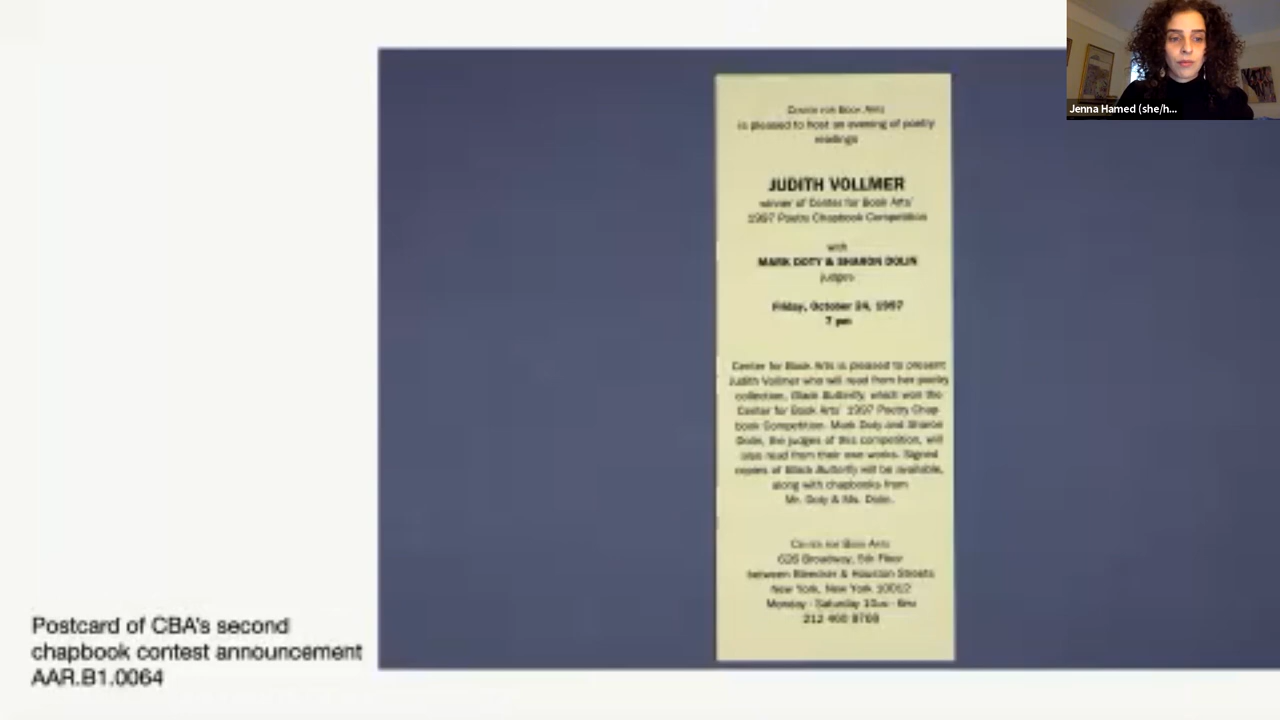 Jenna Hamed (she/h...
Center for Book Arts
is pleased to host an evening of poetry
readings
JUDITH VOLLMER
winner of Center for Book Arts'
1997 Poetry Chapbook Competition
with
MARK DOTY & SHARON DOLIN
judges
Friday, October 24, 1997
7 pm
Center for Book Arts is pleased to present
Judith Vollmer who will read from her poetry
collection, Black Butterfly, which won the
Center for Book Arts' 1997 Poetry Chap-
book Competition. Mark Doty and Sharon
Dolin, the judges of this competition, will
also read from their own works. Signed
copies of Black Butterfly will be available,
along with chapbooks from
Mr. Doty & Ms. Dolin.
Center for Book Arts
626 Broadway, 5th Floor
between Bleecker & Houston Streets
New York, New York 10012
Monday - Saturday 10am - 6pm
212
Postcard of CBA's second
chapbook contest announcement
AAR.B1.0064